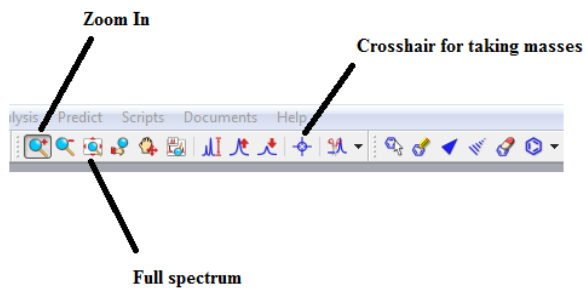 Zoom In
Crosshair for taking masses
lysis Predict Scripts Documents Help
Full spectrum